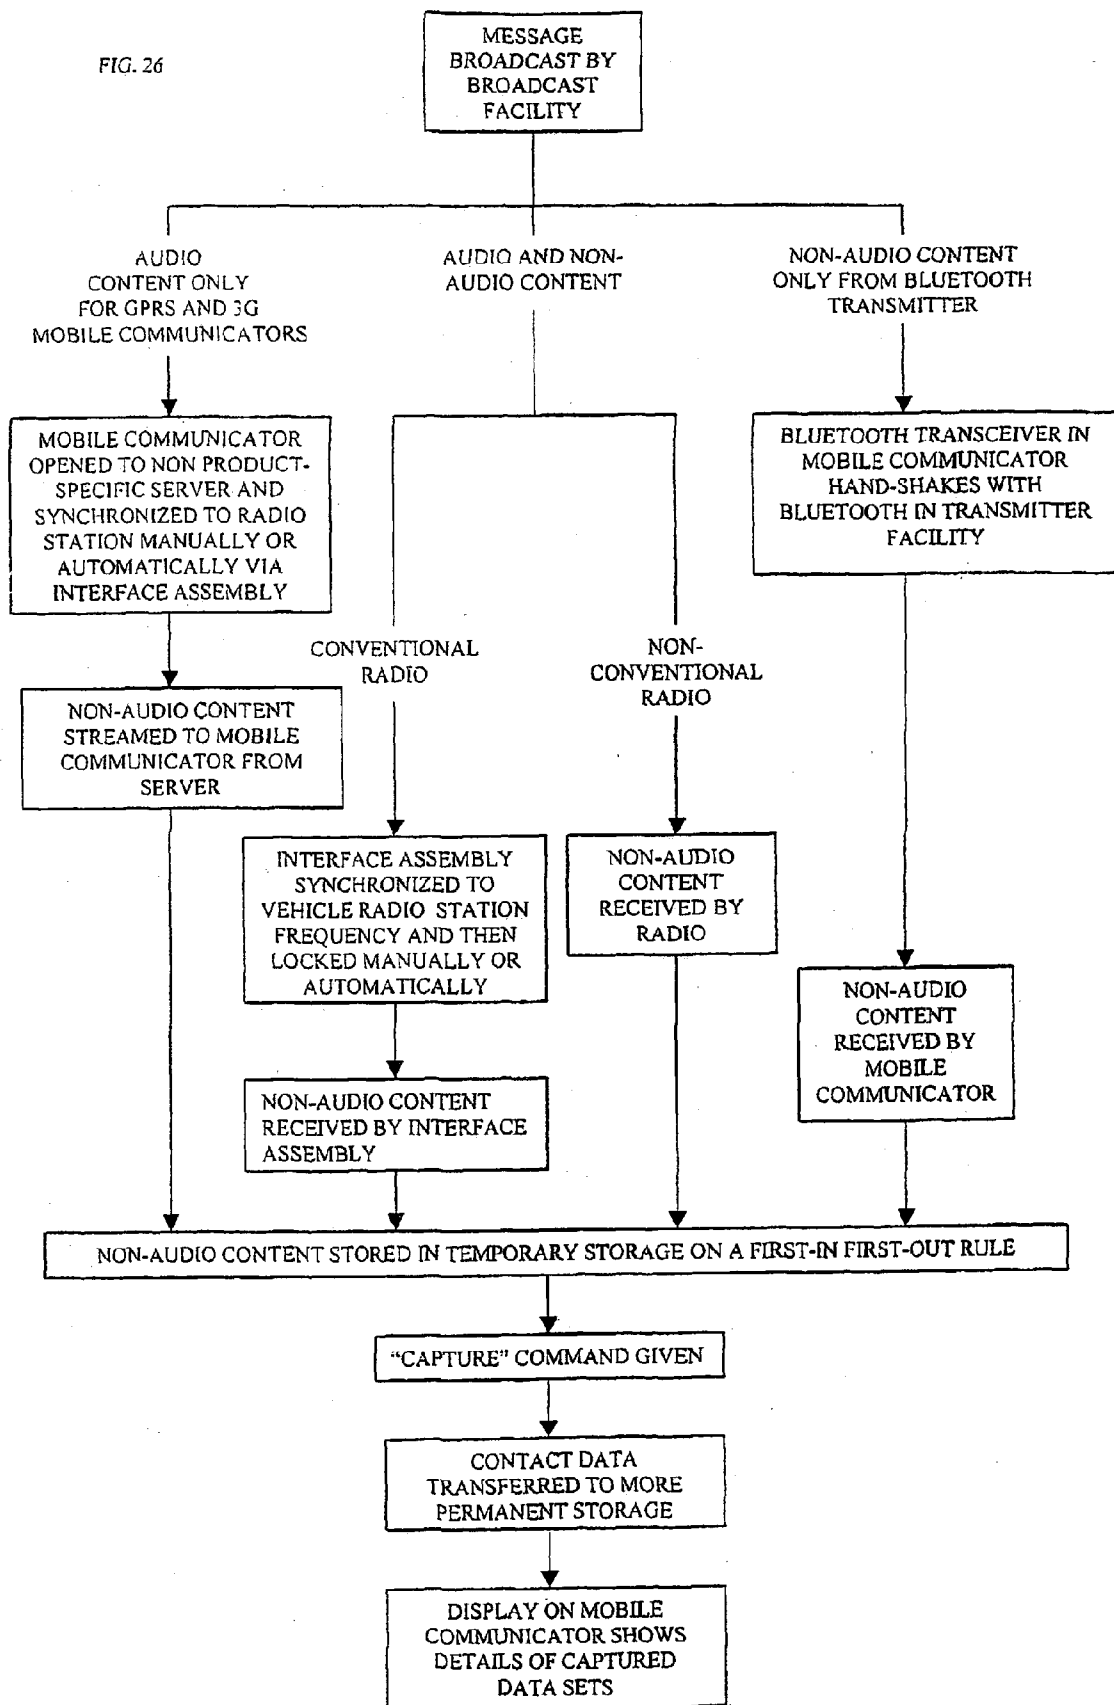 FIG. 26
MESSAGE
BROADCAST BY
BROADCAST
FACILITY
AUDIO
CONTENT ONLY
FOR GPRS AND 3G
MOBILE COMMUNICATORS
AUDIO AND NON-
AUDIO CONTENT
NON-AUDIO CONTENT
ONLY FROM BLUETOOTH
TRANSMITTER
MOBILE COMMUNICATOR
OPENED TO NON PRODUCT-
SPECIFIC SERVER AND
SYNCHRONIZED TO RADIO
STATION MANUALLY OR
AUTOMATICALLY VIA
INTERFACE ASSEMBLY
BLUETOOTH TRANSCEIVER IN
MOBILE COMMUNICATOR
HAND-SHAKES WITH
BLUETOOTH IN TRANSMITTER
FACILITY
CONVENTIONAL
RADIO
NON-
CONVENTIONAL
RADIO
NON-AUDIO CONTENT
STREAMED TO MOBILE
COMMUNICATOR FROM
SERVER
INTERFACE ASSEMBLY
SYNCHRONIZED TO
VEHICLE RADIO STATION
FREQUENCY AND THEN
LOCKED MANUALLY OR
AUTOMATICALLY
NON-AUDIO
CONTENT
RECEIVED BY
RADIO
NON-AUDIO
CONTENT
RECEIVED BY
MOBILE
COMMUNICATOR
NON-AUDIO CONTENT
RECEIVED BY INTERFACE
ASSEMBLY
NON-AUDIO CONTENT STORED IN TEMPORARY STORAGE ON A FIRST-IN FIRST-OUT RULE
"CAPTURE" COMMAND GIVEN
CONTACT DATA
TRANSFERRED TO MORE
PERMANENT STORAGE
DISPLAY ON MOBILE
COMMUNICATOR SHOWS
DETAILS OF CAPTURED
DATA SETS